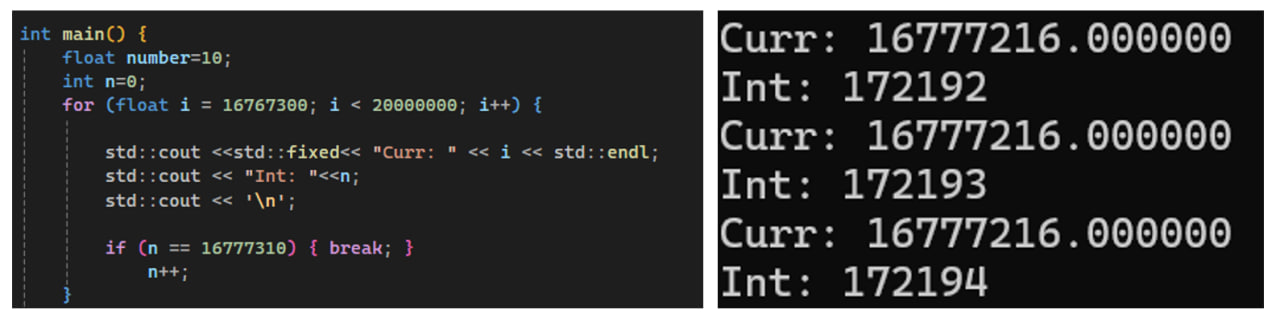 int main() {
float number=10;
int n=0;
for (float i = 16767300; i < 20000000; i++) {
std::cout <<std::fixed<< "Curr: " << i << std::endl;
std::cout << "Int: "<<n;
std::cout << '\n';
if (n == 16777310) { break; }
n++;
}
Curr: 16777216.000000
Int: 172192
Curr: 16777216.000000
Int: 172193
Curr: 16777216.000000
Int: 172194